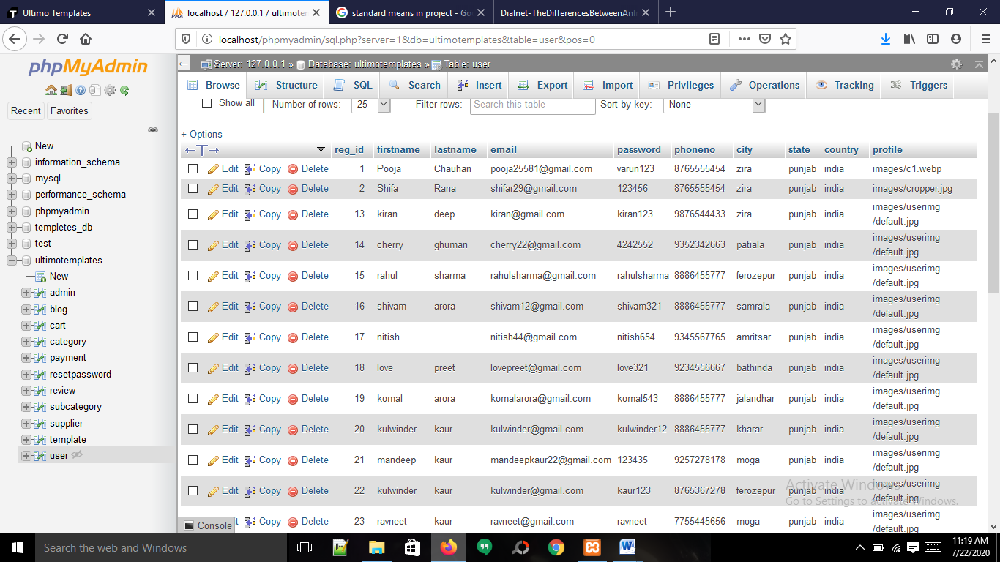 Ultimo Templates
localhost / 127.0.0.1 / ultimote
standard means in project - Go
Dialnet-TheDifferencesBetweenAn
localhost/phpmyadmin/sql.php?server=1&db=ultimotemplates&table=user&pos=0
phpMyAdmin
Recent Favorites
New
information_schema
mysql
performance_schema
phpmyadmin
templetes_db
test
ultimotemplates
New
admin
blog
cart
category
payment
resetpassword
review
subcategory
supplier
template
user
Server: 127.0.0.1 » Database: ultimotemplates » Table: user
Browse Structure SQL Search Insert Export Import Privileges Operations Tracking Triggers
Show all Number of rows: 25 Filter rows: Search this table Sort by key: None
+ Options
←T→ reg_id firstname lastname email password phoneno city state country profile
Edit Copy Delete 1 Pooja Chauhan pooja25581@gmail.com varun123 8765555454 zira punjab india images/c1.webp
Edit Copy Delete 2 Shifa Rana shifar29@gmail.com 123456 8765555454 zira punjab india images/cropper.jpg
Edit Copy Delete 13 kiran deep kiran@gmail.com kiran123 9876544433 zira punjab india images/userimg
/default.jpg
Edit Copy Delete 14 cherry ghuman cherry22@gmail.com 4242552 9352342663 patiala punjab india images/userimg
/default.jpg
Edit Copy Delete 15 rahul sharma rahulsharma@gmail.com rahulsharma 8886455777 ferozepur punjab india images/userimg
/default.jpg
Edit Copy Delete 16 shivam arora shivam12@gmail.com shivam321 8886455777 samrala punjab india images/userimg
/default.jpg
Edit Copy Delete 17 nitish nitish44@gmail.com nitish654 9345567765 amritsar punjab india images/userimg
/default.jpg
Edit Copy Delete 18 love preet lovepreet@gmail.com love321 9234556667 bathinda punjab india images/userimg
/default.jpg
Edit Copy Delete 19 komal arora komalarora@gmail.com komal543 8886455777 jalandhar punjab india images/userimg
/default.jpg
Edit Copy Delete 20 kulwinder kaur kulwinder@gmail.com kulwinder12 8886455777 kharar punjab india images/userimg
/default.jpg
Edit Copy Delete 21 mandeep kaur mandeepkaur22@gmail.com 123435 9257278178 moga punjab india images/userimg
/default.jpg
Edit Copy Delete 22 kulwinder kaur kulwinder@gmail.com kaur123 8765367278 ferozepur punjab india images/userimg
/default.jpg
Activate Windows
Go to Settings to activate Windows.
Copy Delete 23 ravneet kaur ravneet@gmail.com ravneet 7755445656 moga punjab india images/userimg
/default.jpg
Console
Search the web and Windows
11:19 AM
7/22/2020